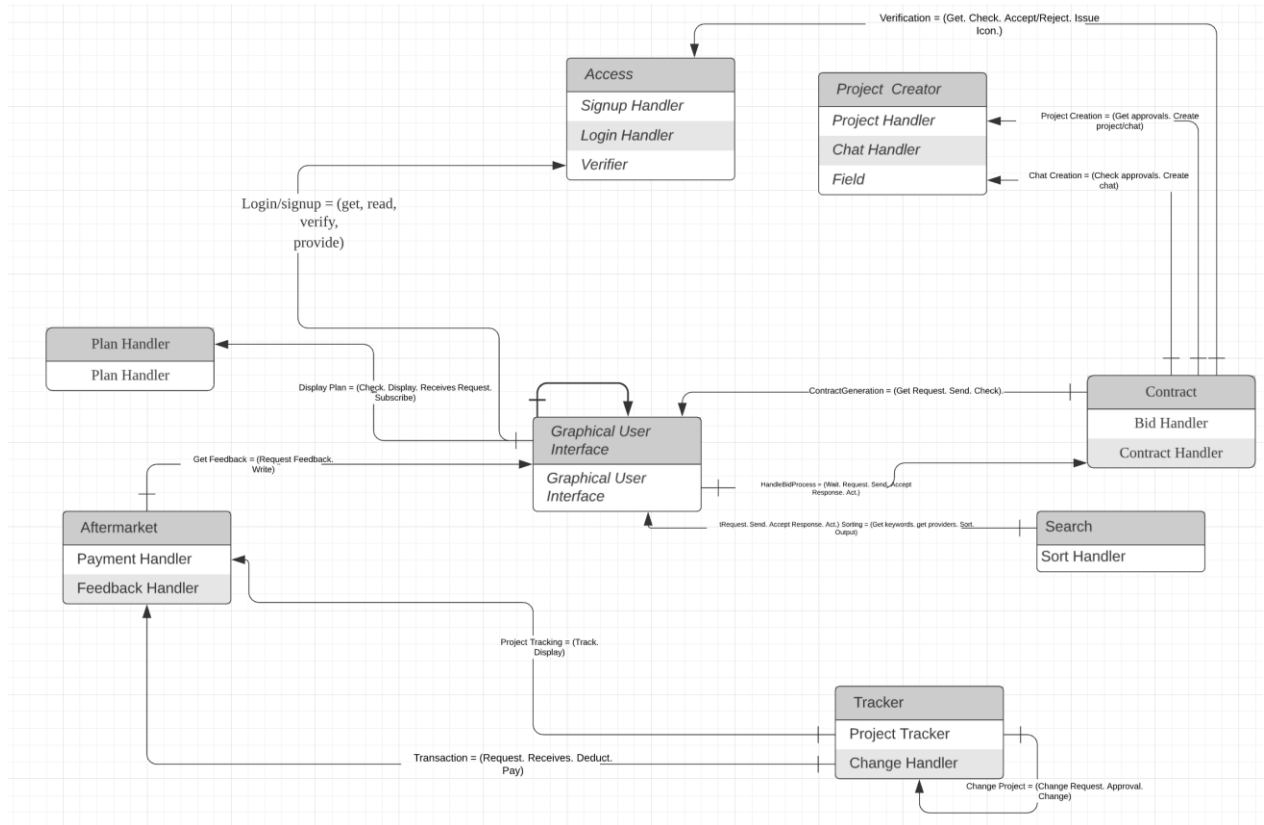 Verification = (Get. Check. Accept/Reject. Issue
Icon.)
Access
Signup Handler
Login Handler
Verifier
Project Creator
Project Handler
Chat Handler
Field
Project Creation = (Get approvals. Create
project/chat)
Chat Creation = (Check approvals. Create
chat)
Login/signup = (get, read,
verify,
provide)
Plan Handler
Plan Handler
Display Plan = (Check. Display. Receives Request.
Subscribe)
ContractGeneration = (Get Request. Send. Check).
Contract
Bid Handler
Contract Handler
Graphical User
Interface
Graphical User
Interface
Get Feedback = (Request Feedback.
Write)
HandleBidProcess = (Wait. Request. Send. Accept
Response. Act.)
tRequest. Send. Accept Response. Act.) Sorting = (Get keywords. get providers. Sort.
Output)
Search
Sort Handler
Aftermarket
Payment Handler
Feedback Handler
Project Tracking = (Track.
Display)
Tracker
Project Tracker
Change Handler
Transaction = (Request. Receives. Deduct.
Pay)
Change Project = (Change Request. Approval.
Change)